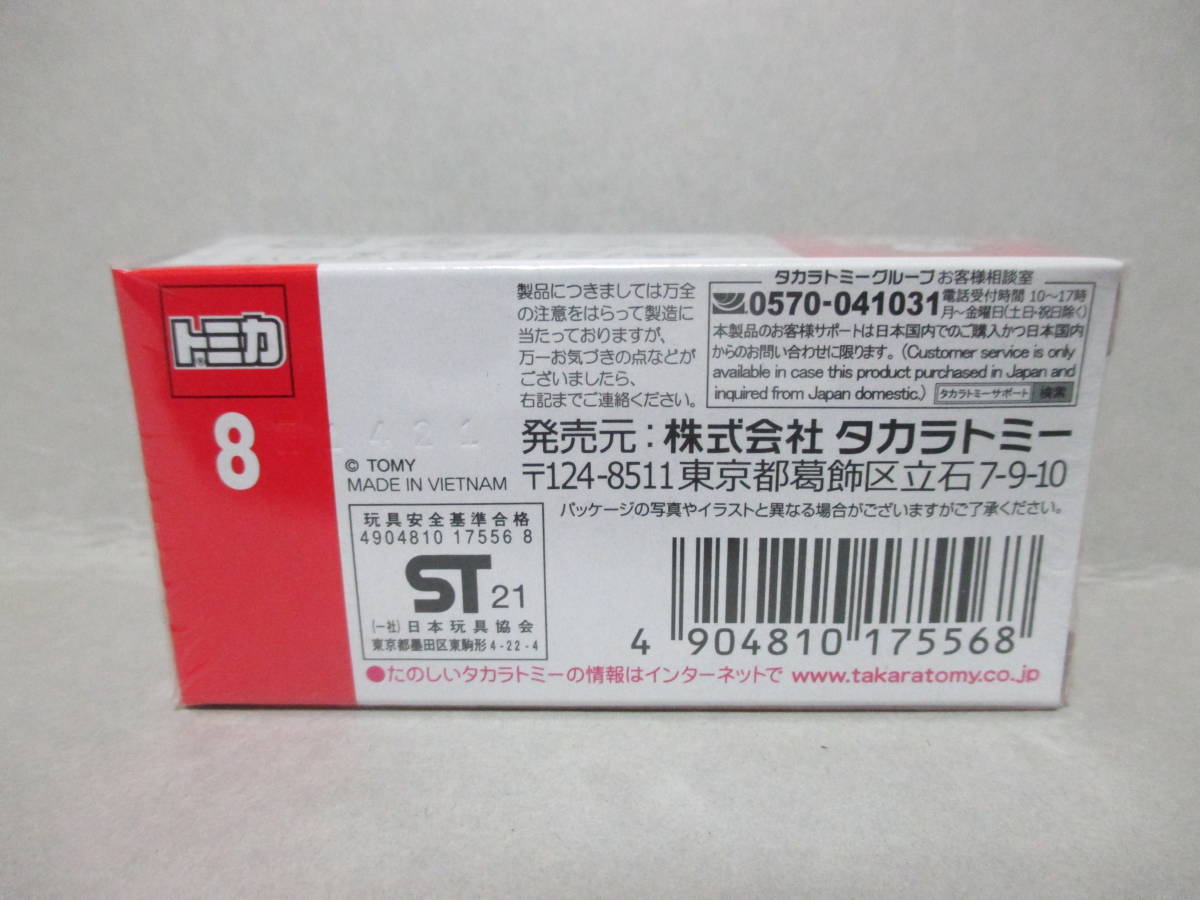 トミカ
®
8
製品につきましては万全
の注意をはらって製造に
当たっておりますが、
万一お気づきの点などが
ございましたら、
右記までご連絡ください。
タカラトミーグループ お客様相談室
0570-041031 電話受付時間 10〜17時
月〜金曜日(土日・祝日除く)
本製品のお客様サポートは日本国内でのご購入かつ日本国内
からのお問い合わせに限ります。(Customer service is only
available in case this product purchased in Japan and
inquired from Japan domestic.) タカラトミーサポート 検索
発売元:株式会社 タカラトミー
〒124-8511 東京都葛飾区立石7-9-10
© TOMY
MADE IN VIETNAM
パッケージの写真やイラストと異なる場合がございますがご了承ください。
玩具安全基準合格
4904810 17556 8
ST 21
(一社) 日本玩具協会
東京都墨田区東駒形 4-22-4
4 904810 175568
●たのしいタカラトミーの情報はインターネットで www.takaratomy.co.jp